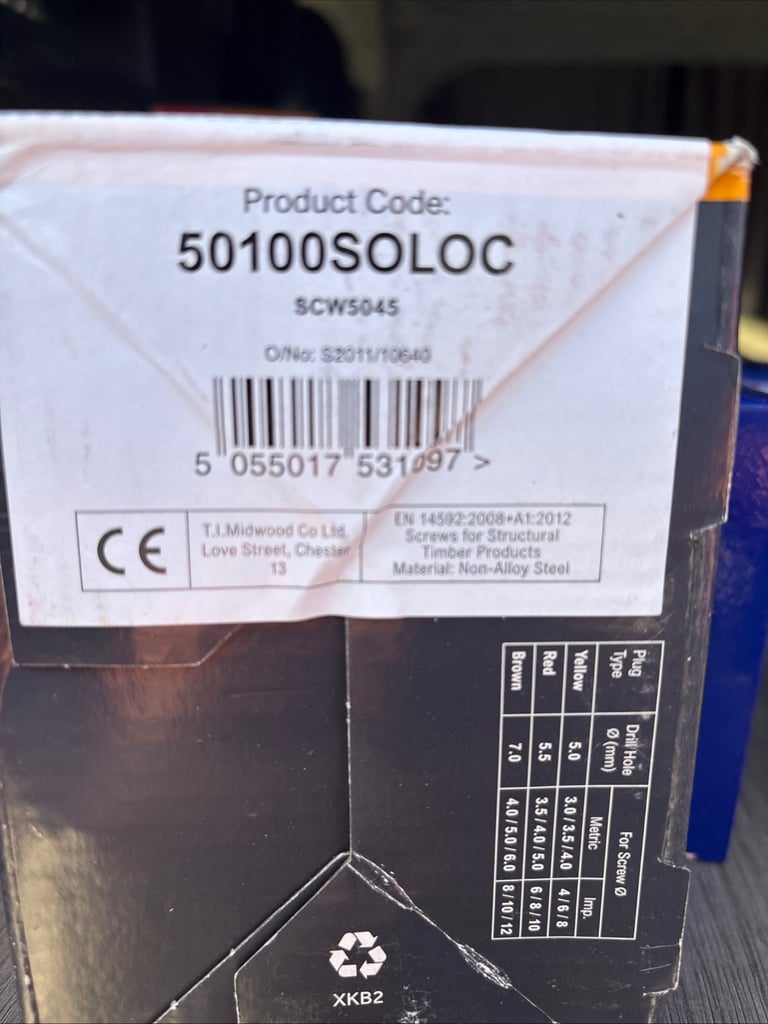 Product Code:
50100SOLOC
SCW5045
O/No: S2011/10640
5 055017 531097 >
CE
T.I.Midwood Co Ltd.
Love Street, Chester
13
EN 14592:2008+A1:2012
Screws for Structural
Timber Products
Material: Non-Alloy Steel
Plug Type Drill Hole Ø (mm) For Screw Ø
Metric Imp.
Yellow 5.0 3.0 / 3.5 / 4.0 4 / 6 / 8
Red 5.5 3.5 / 4.0 / 5.0 6 / 8 / 10
Brown 7.0 4.0 / 5.0 / 6.0 8 / 10 / 12
XKB2